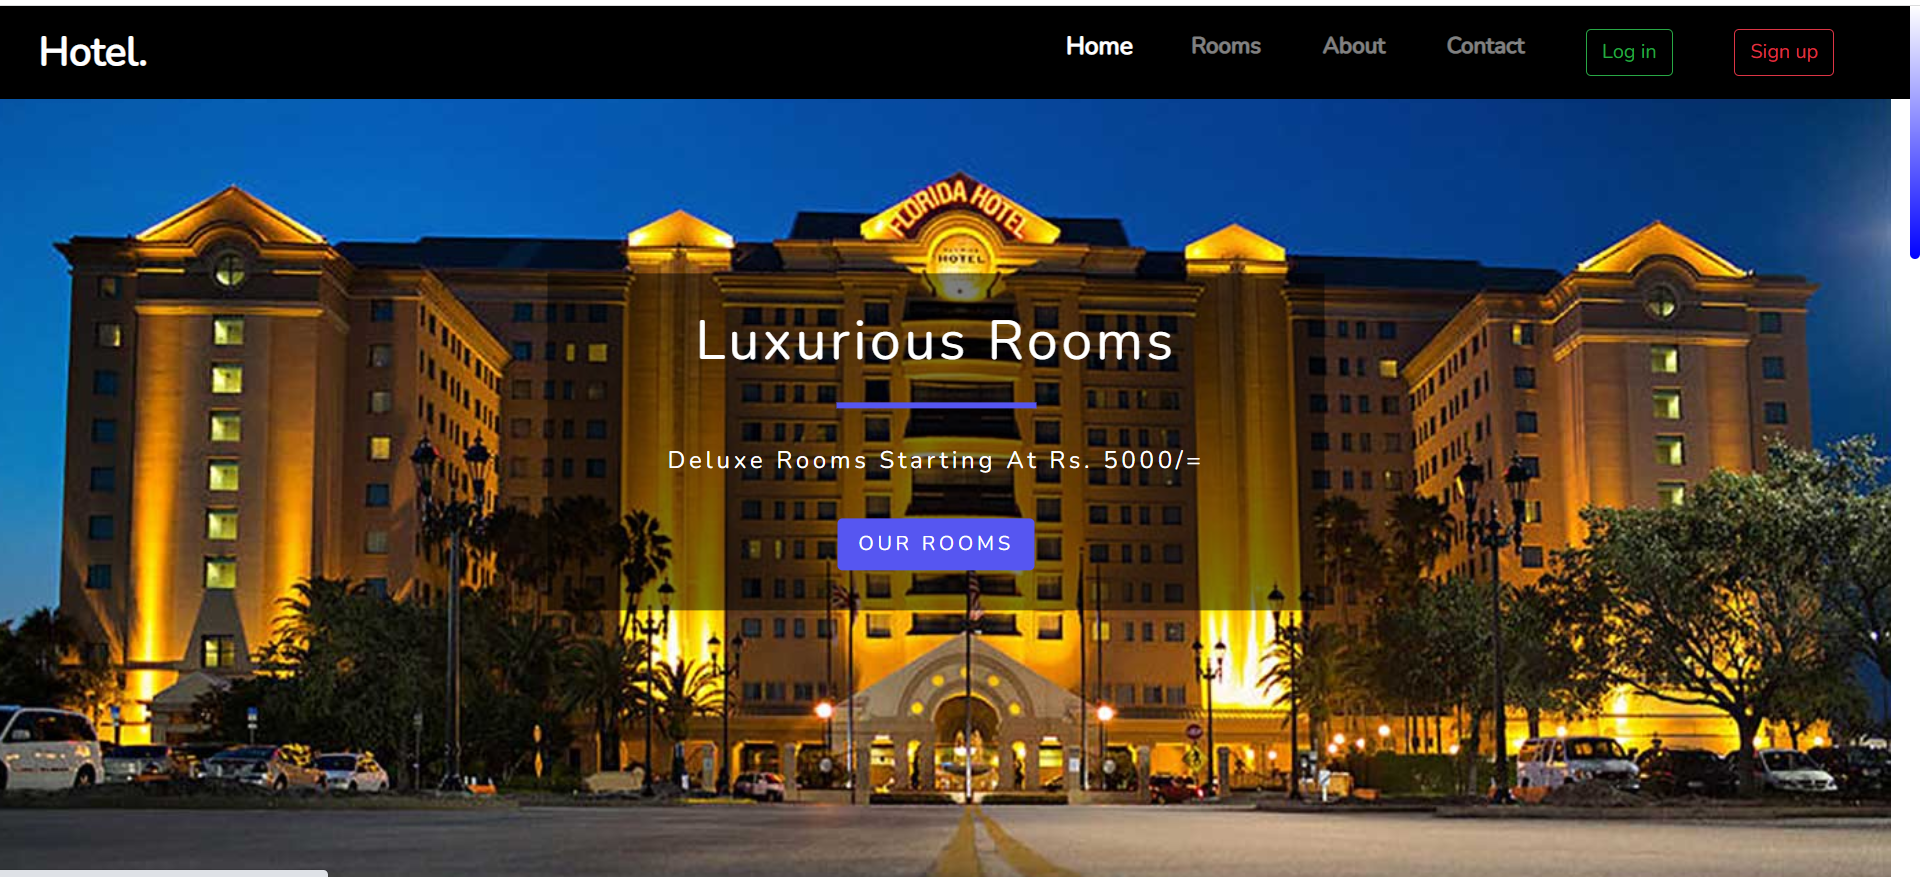 Hotel.
Home Rooms About Contact Log in Sign up
FLORIDA HOTEL
HOTEL
Luxurious Rooms
Deluxe Rooms Starting At Rs. 5000/=
OUR ROOMS